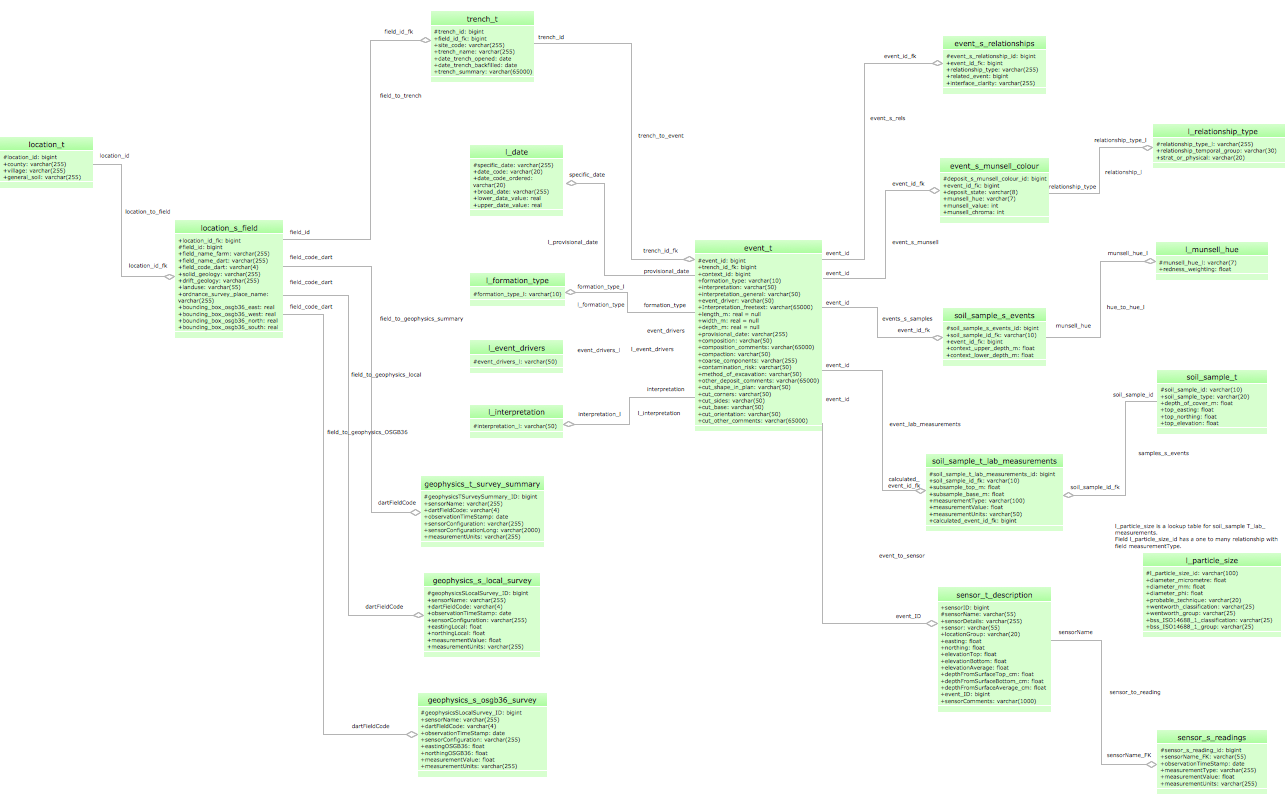 trench_t
#trench_id: bigint
+field_id_fk: bigint
+site_code: varchar(255)
+trench_name: varchar(255)
+date_trench_opened: date
+date_trench_backfilled: date
+trench_summary: varchar(65000)
field_id_fk
trench_id
field_to_trench
trench_to_event
event_s_relationships
#event_s_relationship_id: bigint
+event_id_fk: bigint
+relationship_type: varchar(255)
+related_event: bigint
+interface_clarity: varchar(255)
event_id_fk
event_s_rels
location_t
#location_id: bigint
+county: varchar(255)
+village: varchar(255)
+general_soil: varchar(255)
location_id
location_to_field
location_id_fk
l_date
#specific_date: varchar(255)
+date_code: varchar(20)
+date_code_ordered:
varchar(20)
+broad_date: varchar(255)
+lower_data_value: real
+upper_date_value: real
specific_date
l_provisional_date
event_s_munsell_colour
#deposit_s_munsell_colour_id: bigint
+event_id_fk: bigint
+deposit_state: varchar(8)
+munsell_hue: varchar(7)
+munsell_value: int
+munsell_chroma: int
event_id_fk
event_s_munsell
l_relationship_type
#relationship_type_l: varchar(255)
+relationship_temporal_group: varchar(30)
+strat_or_physical: varchar(20)
relationship_type_l
relationship_l
relationship_type
location_s_field
+location_id_fk: bigint
#field_id: bigint
+field_name_farm: varchar(255)
+field_name_dart: varchar(255)
+field_code_dart: varchar(4)
+solid_geology: varchar(255)
+drift_geology: varchar(255)
+landuse: varchar(55)
+ordnance_survey_place_name:
varchar(255)
+bounding_box_osgb36_east: real
+bounding_box_osgb36_west: real
+bounding_box_osgb36_north: real
+bounding_box_osgb36_south: real
field_id
field_code_dart
field_code_dart
field_code_dart
field_to_geophysics_summary
field_to_geophysics_local
field_to_geophysics_OSGB36
l_formation_type
#formation_type_l: varchar(10)
formation_type_l
l_formation_type
formation_type
l_event_drivers
#event_drivers_l: varchar(50)
event_drivers_l
l_event_drivers
event_drivers
l_interpretation
#interpretation_l: varchar(50)
interpretation_l
l_interpretation
interpretation
event_t
#event_id: bigint
+trench_id_fk: bigint
+context_id: bigint
+formation_type: varchar(10)
+interpretation: varchar(50)
+interpretation_general: varchar(50)
+event_driver: varchar(50)
+Interpretation_freetext: varchar(65000)
+length_m: real = null
+width_m: real = null
+depth_m: real = null
+provisional_date: varchar(255)
+composition: varchar(50)
+composition_comments: varchar(65000)
+compaction: varchar(50)
+coarse_components: varchar(255)
+contamination_risk: varchar(50)
+method_of_excavation: varchar(50)
+other_deposit_comments: varchar(65000)
+cut_shape_in_plan: varchar(50)
+cut_corners: varchar(50)
+cut_sides: varchar(50)
+cut_base: varchar(50)
+cut_orientation: varchar(50)
+cut_other_comments: varchar(65000)
trench_id_fk
provisional_date
event_id
event_id
event_id
event_id
event_id
l_munsell_hue
#munsell_hue_l: varchar(7)
+redness_weighting: float
munsell_hue_l
hue_to_hue_l
munsell_hue
soil_sample_s_events
#soil_sample_s_events_id: bigint
+soil_sample_id_fk: varchar(10)
+event_id_fk: bigint
+context_upper_depth_m: float
+context_lower_depth_m: float
events_s_samples
event_id_fk
soil_sample_t
#soil_sample_id: varchar(10)
+soil_sample_type: varchar(20)
+depth_of_cover_m: float
+top_easting: float
+top_northing: float
+top_elevation: float
soil_sample_id
samples_s_events
event_lab_measurements
soil_sample_t_lab_measurements
#soil_sample_t_lab_measurements_id: bigint
+soil_sample_id_fk: varchar(10)
+subsample_top_m: float
+subsample_base_m: float
+measurementType: varchar(100)
+measurementValue: float
+measurementUnits: varchar(50)
+calculated_event_id_fk: bigint
calculated_
event_id_fk
soil_sample_id_fk
geophysics_t_survey_summary
#geophysicsTSurveySummary_ID: bigint
+sensorName: varchar(255)
+dartFieldCode: varchar(4)
+observationTimeStamp: date
+sensorConfiguration: varchar(255)
+sensorConfigurationLong: varchar(2000)
+measurementUnits: varchar(255)
dartFieldCode
l_particle_size is a lookup table for soil_sample T_lab_
measurements.
Field l_particle_size_id has a one to many relationship with
field measurementType.
l_particle_size
#l_particle_size_id: varchar(100)
+diameter_micrometre: float
+diameter_mm: float
+diameter_phi: float
+probable_technique: varchar(20)
+wentworth_classification: varchar(25)
+wentworth_group: varchar(25)
+bss_ISO14688_1_classification: varchar(25)
+bss_ISO14688_1_group: varchar(25)
event_to_sensor
geophysics_s_local_survey
#geophysicsSLocalSurvey_ID: bigint
+sensorName: varchar(255)
+dartFieldCode: varchar(4)
+observationTimeStamp: date
+sensorConfiguration: varchar(255)
+eastingLocal: float
+northingLocal: float
+measurementValue: float
+measurementUnits: varchar(255)
dartFieldCode
sensor_t_description
+sensorID: bigint
#sensorName: varchar(55)
+sensorDetails: varchar(255)
+sensor: varchar(55)
+locationGroup: varchar(20)
+easting: float
+northing: float
+elevationTop: float
+elevationBottom: float
+elevationAverage: float
+depthFromSurfaceTop_cm: float
+depthFromSurfaceBottom_cm: float
+depthFromSurfaceAverage_cm: float
+event_ID: bigint
+sensorComments: varchar(1000)
event_ID
sensorName
sensor_to_reading
geophysics_s_osgb36_survey
#geophysicsSLocalSurvey_ID: bigint
+sensorName: varchar(255)
+dartFieldCode: varchar(4)
+observationTimeStamp: date
+sensorConfiguration: varchar(255)
+eastingOSGB36: float
+northingOSGB36: float
+measurementValue: float
+measurementUnits: varchar(255)
dartFieldCode
sensor_s_readings
#sensor_s_reading_id: bigint
+sensorName_FK: varchar(55)
+observationTimeStamp: date
+measurementType: varchar(255)
+measurementValue: float
+measurementUnits: varchar(255)
sensorName_FK